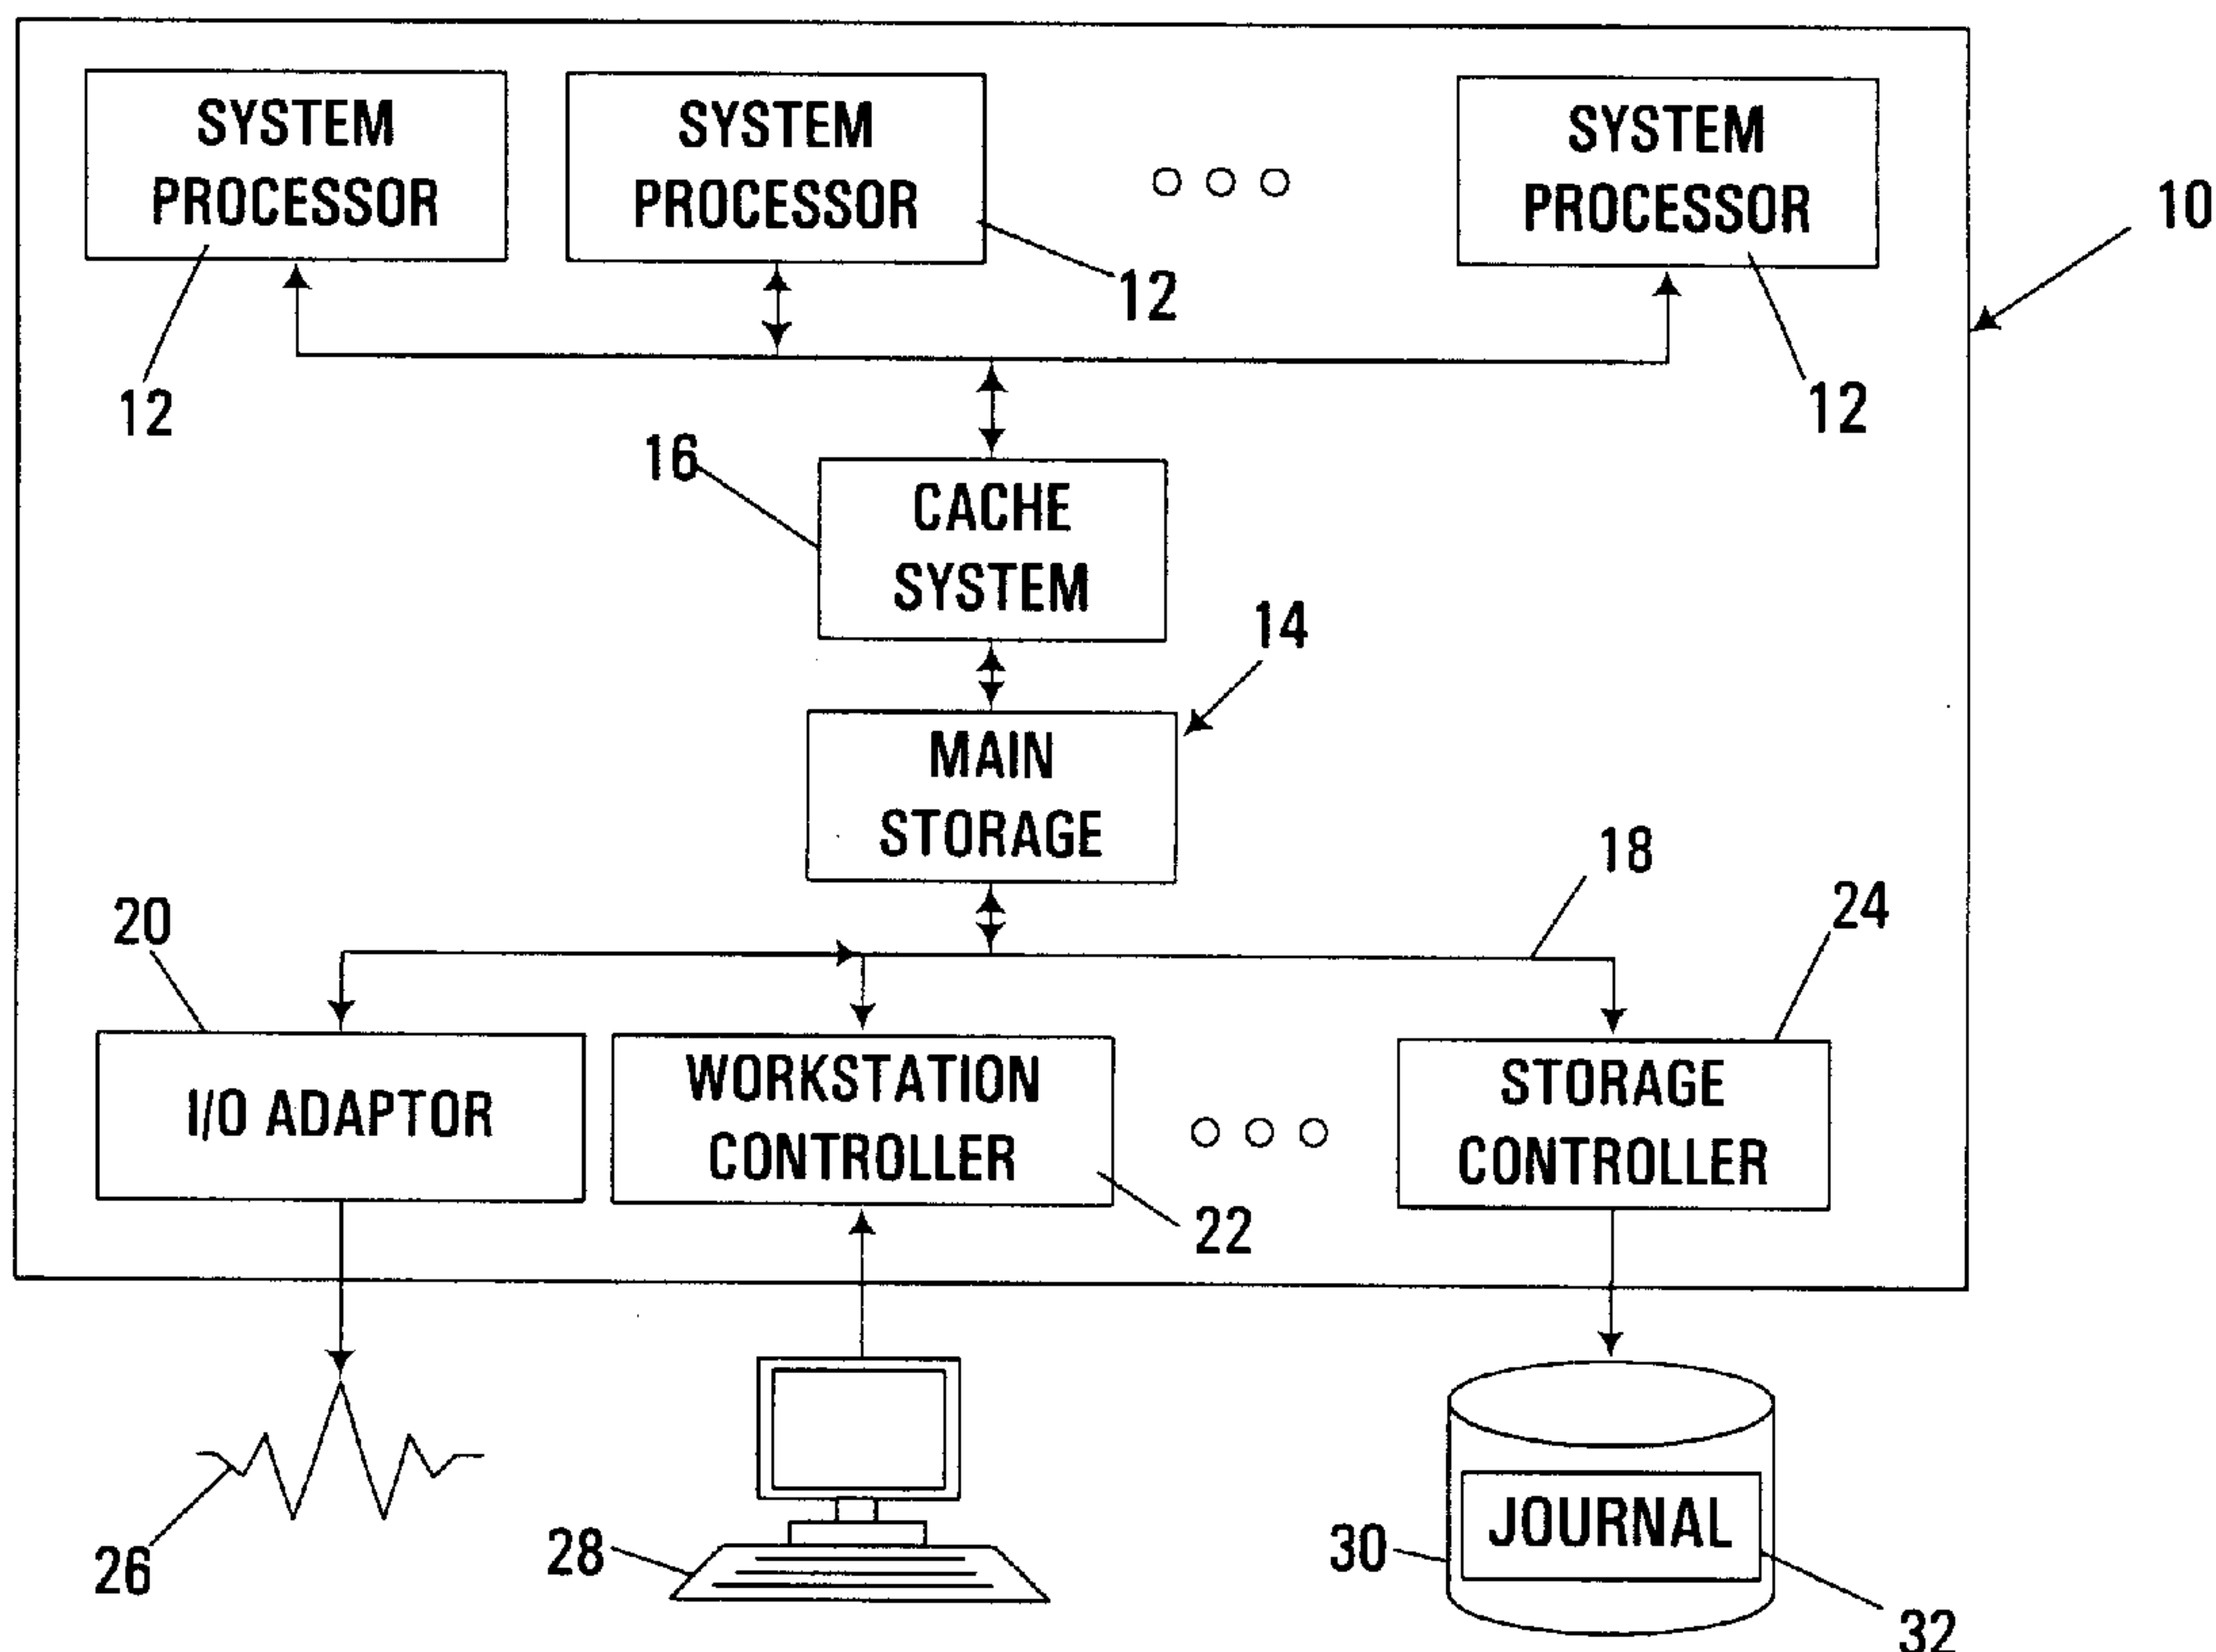 SYSTEM
PROCESSOR
SYSTEM
PROCESSOR
SYSTEM
PROCESSOR
10
12
12
12
16
CACHE
SYSTEM
14
MAIN
STORAGE
18
20
24
I/O ADAPTOR
WORKSTATION
CONTROLLER
STORAGE
CONTROLLER
22
26
28
30
JOURNAL
32